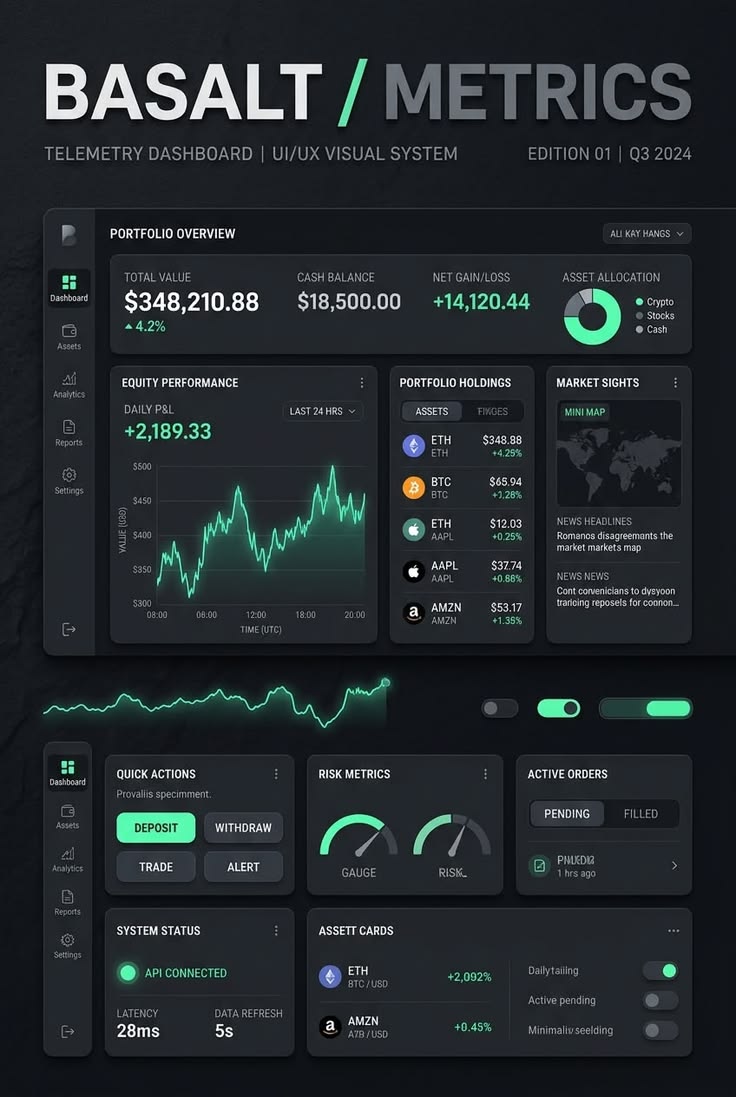 BASALT / METRICS
TELEMETRY DASHBOARD | UI/UX VISUAL SYSTEM
EDITION 01 | Q3 2024
PORTFOLIO OVERVIEW
ALI KAY HANGS
Dashboard
Assets
Analytics
Reports
Settings
TOTAL VALUE
$348,210.88
4.2%
CASH BALANCE
$18,500.00
NET GAIN/LOSS
+14,120.44
ASSET ALLOCATION
Crypto
Stocks
Cash
EQUITY PERFORMANCE
DAILY P&L
+2,189.33
LAST 24 HRS
$500
$450
$400
$350
$300
(USD)
08:00 06:00 12:00 18:00 20:00
TIME (UTC)
PORTFOLIO HOLDINGS
ASSETS
ETH $348.88
ETH +4.25%
BTC $65.94
BTC +1.28%
ETH $12.03
AAPL +0.25%
AAPL $37.74
AAPL +0.86%
AMZN $53.17
AMZN +1.35%
MARKET SIGHTS
MINI MAP
NEWS HEADLINES
Romanos disagreemants the
market markets map
NEWS NEWS
Cont convenicians to dysyoon
traricing reposels for connon...
Dashboard
Assets
Analytics
Reports
Settings
QUICK ACTIONS
Provaliis specimment.
DEPOSIT
WITHDRAW
TRADE
ALERT
RISK METRICS
GAUGE
RISK
ACTIVE ORDERS
PENDING
FILLED
1 hrs ago
SYSTEM STATUS
API CONNECTED
LATENCY
28ms
DATA REFRESH
5s
ASSETT CARDS
ETH
BTC / USD
+2,092%
AMZN
A7B / USD
+0.45%
Dailytailing
Active pending
Minimaliv seelding